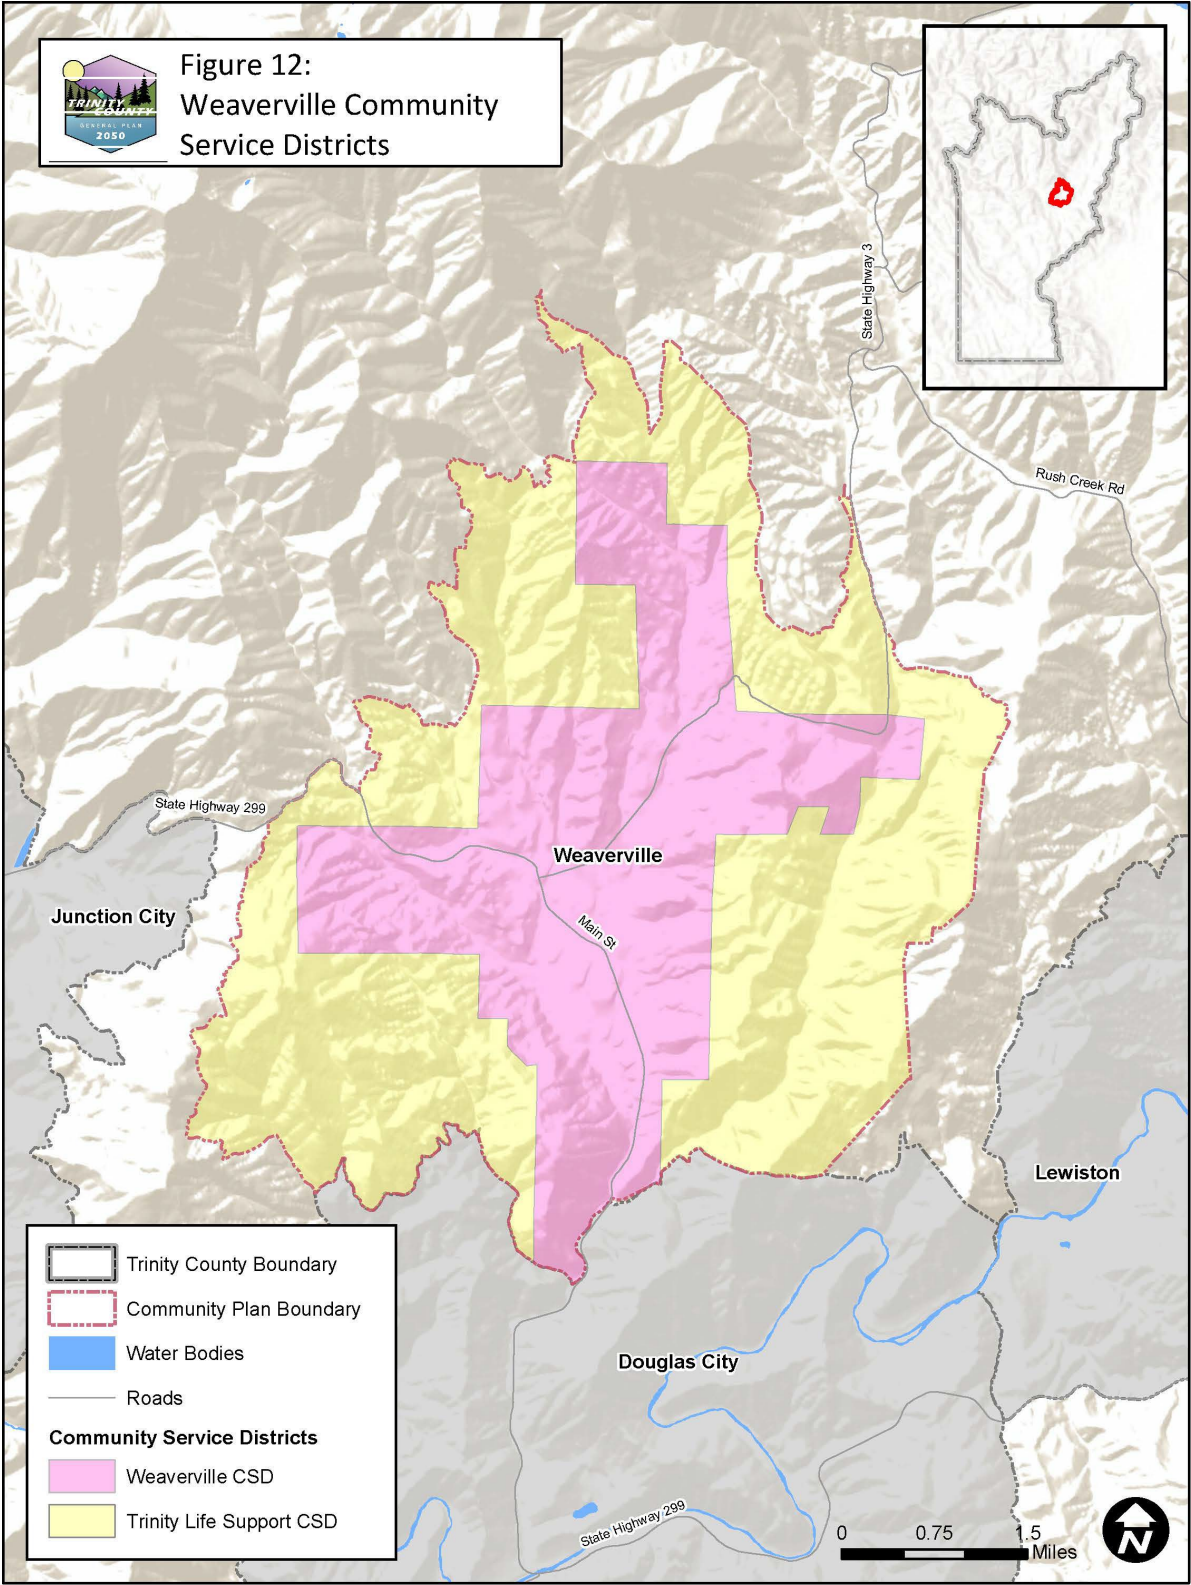 Figure 12:
Weaverville Community
Service Districts
TRINITY
COUNTY
GENERAL PLAN
2050
State Highway 3
Rush Creek Rd
State Highway 299
Weaverville
Junction City
Main St
Lewiston
Douglas City
State Highway 299
Trinity County Boundary
Community Plan Boundary
Water Bodies
Roads
Community Service Districts
Weaverville CSD
Trinity Life Support CSD
0 0.75 1.5
Miles
N